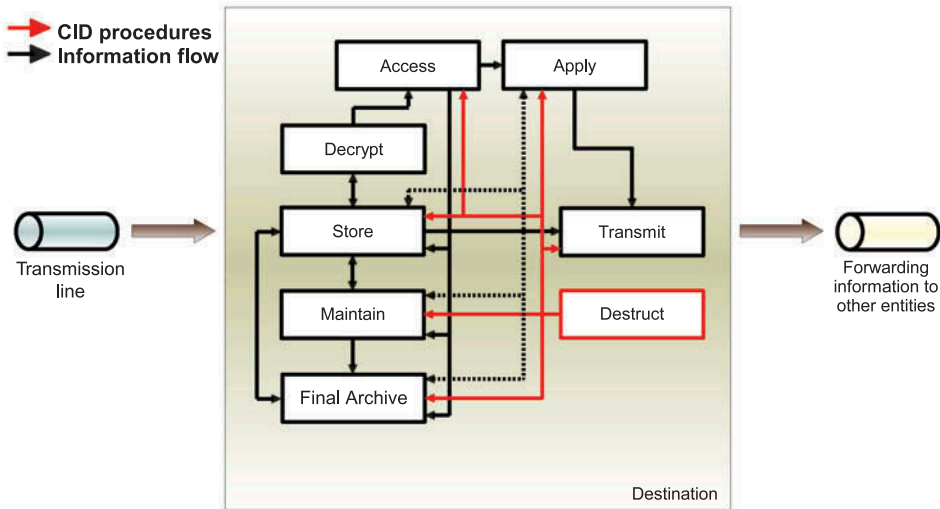 CID procedures
Information flow
Access
Apply
Decrypt
Store
Transmit
Transmission
line
Forwarding
information to
other entities
Maintain
Destruct
Final Archive
Destination